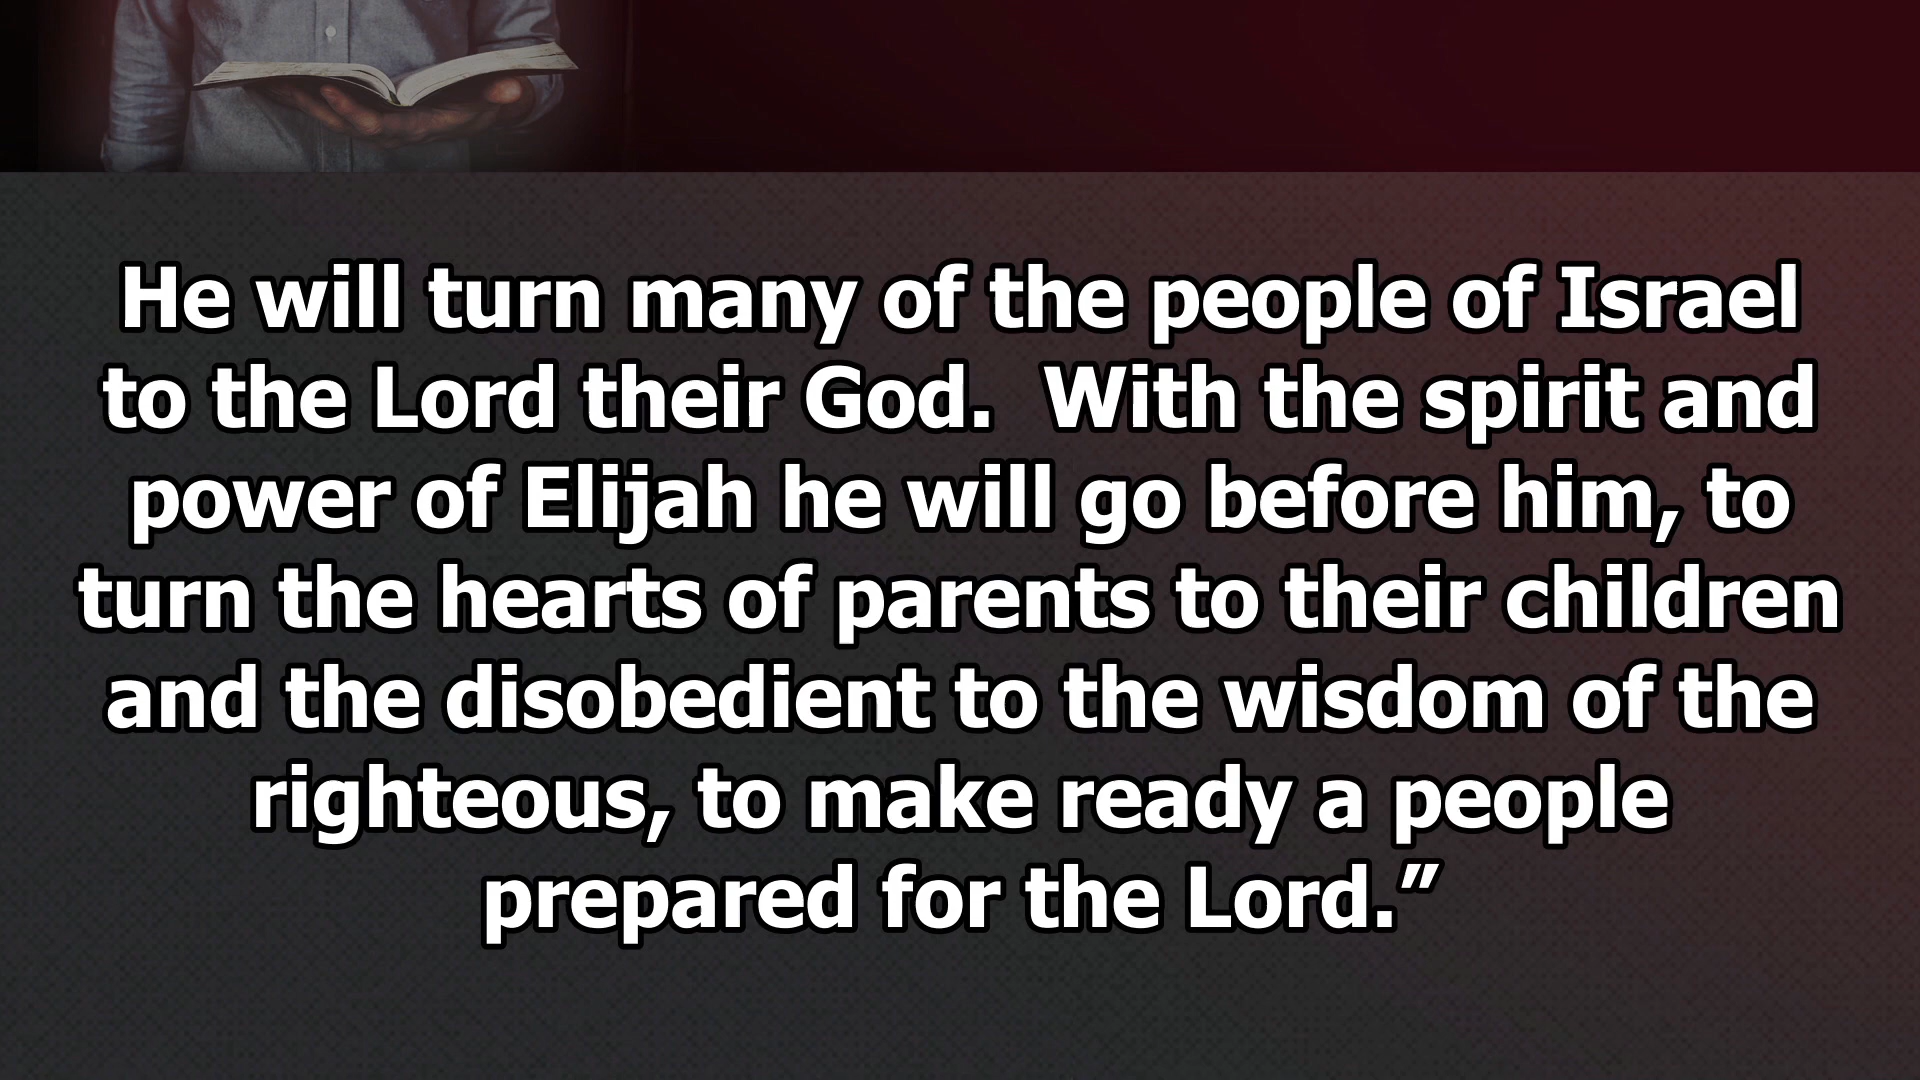 He will turn many of the people of Israel
to the Lord their God.  With the spirit and
power of Elijah he will go before him, to
turn the hearts of parents to their children
and the disobedient to the wisdom of the
righteous, to make ready a people
prepared for the Lord.”